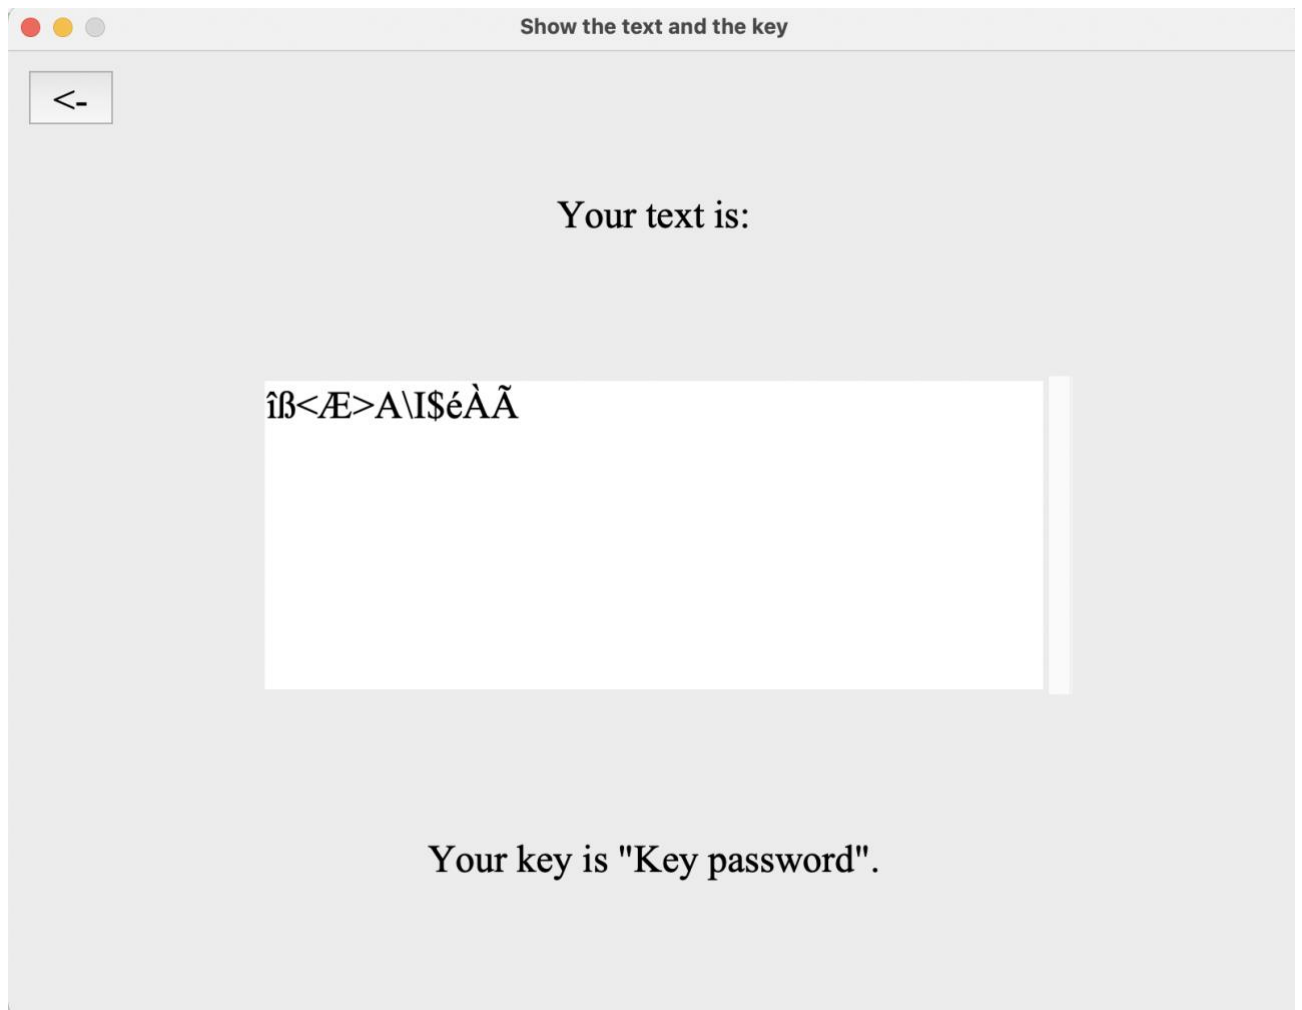 Show the text and the key
<-
Your text is:
îß<Æ>A\I$éÀÃ
Your key is "Key password".